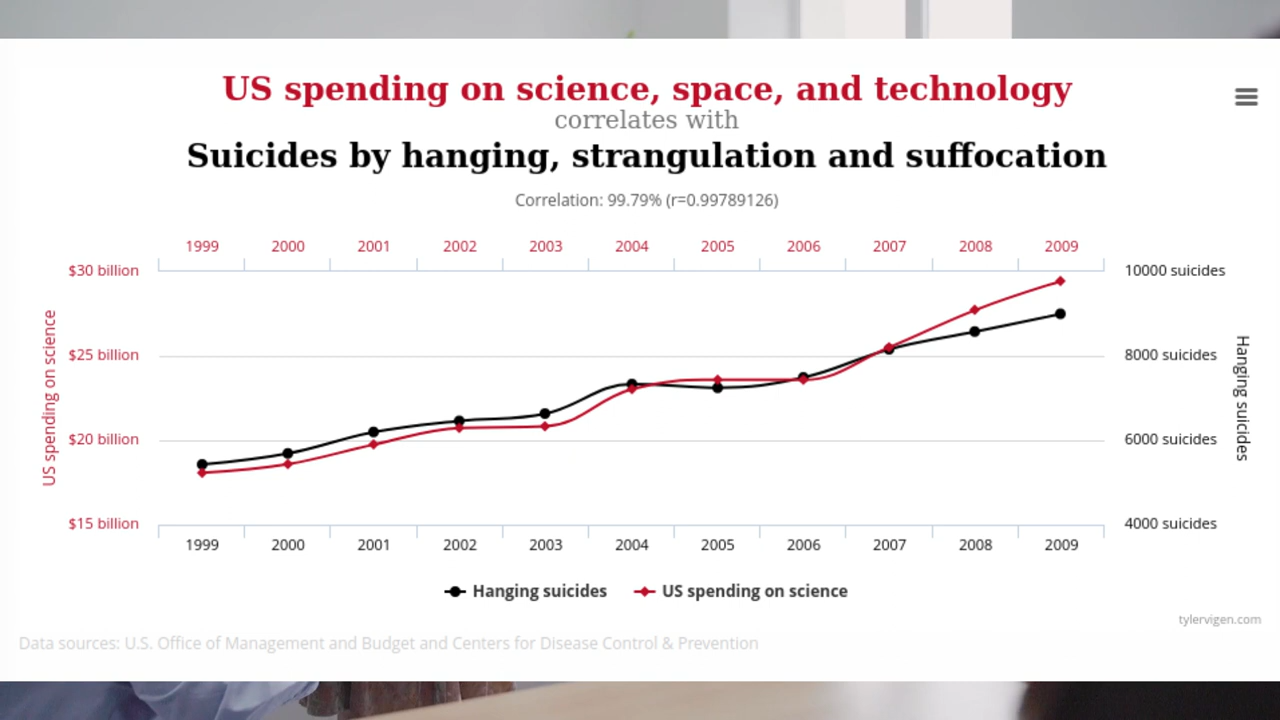 US spending on science, space, and technology
correlates with
Suicides by hanging, strangulation and suffocation
Correlation: 99.79% (r=0.99789126)
1999 2000 2001 2002 2003 2004 2005 2006 2007 2008 2009
$30 billion 10000 suicides
$25 billion 8000 suicides
$20 billion 6000 suicides
$15 billion 4000 suicides
US spending on science
Hanging suicides
1999 2000 2001 2002 2003 2004 2005 2006 2007 2008 2009
Hanging suicides US spending on science
tylervigen.com
Data sources: U.S. Office of Management and Budget and Centers for Disease Control & Prevention